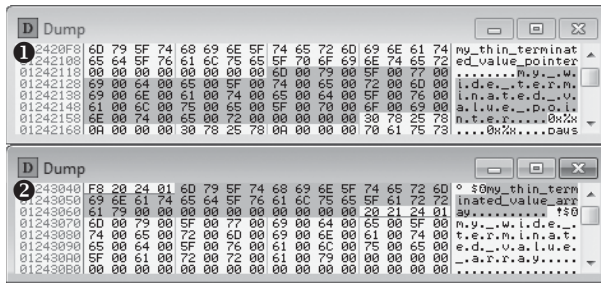 D Dump
❶
012420F8 6D 79 5F 74 68 69 6E 5F 74 65 72 6D 69 6E 61 74 my_thin_terminat
01242108 65 64 5F 76 61 6C 75 65 5F 70 6F 69 6E 74 65 72 ed_value_pointer
01242118 00 00 00 00 00 00 00 00 6D 00 79 00 5F 00 77 00 ........m.y._.w.
01242128 69 00 64 00 65 00 5F 00 74 00 65 00 72 00 6D 00 i.d.e._.t.e.r.m.
01242138 69 00 6E 00 61 00 74 00 65 00 64 00 5F 00 76 00 i.n.a.t.e.d._.v.
01242148 61 00 6C 00 75 00 65 00 5F 00 70 00 6F 00 69 00 a.l.u.e._.p.o.i.
01242158 6E 00 74 00 65 00 72 00 00 00 00 00 30 78 25 78 n.t.e.r.....0x%x
01242168 0A 00 00 00 30 78 25 78 0A 00 00 00 70 61 75 73 ....0x%x....paus
D Dump
❷
01243040 F8 20 24 01 6D 79 5F 74 68 69 6E 5F 74 65 72 6D ° $☺my_thin_term
01243050 69 6E 61 74 65 64 5F 76 61 6C 75 65 5F 61 72 72 inated_value_arr
01243060 61 79 00 00 00 00 00 00 00 00 00 00 20 21 24 01 ay.......... !$☺
01243070 6D 00 79 00 5F 00 77 00 69 00 64 00 65 00 5F 00 m.y._.w.i.d.e._.
01243080 74 00 65 00 72 00 6D 00 69 00 6E 00 61 00 74 00 t.e.r.m.i.n.a.t.
01243090 65 00 64 00 5F 00 76 00 61 00 6C 00 75 00 65 00 e.d._.v.a.l.u.e.
012430A0 5F 00 61 00 72 00 72 00 61 00 79 00 00 00 00 00 _.a.r.r.a.y.....
012430B0 00 00 00 00 00 00 00 00 00 00 00 00 00 00 00 00 ................